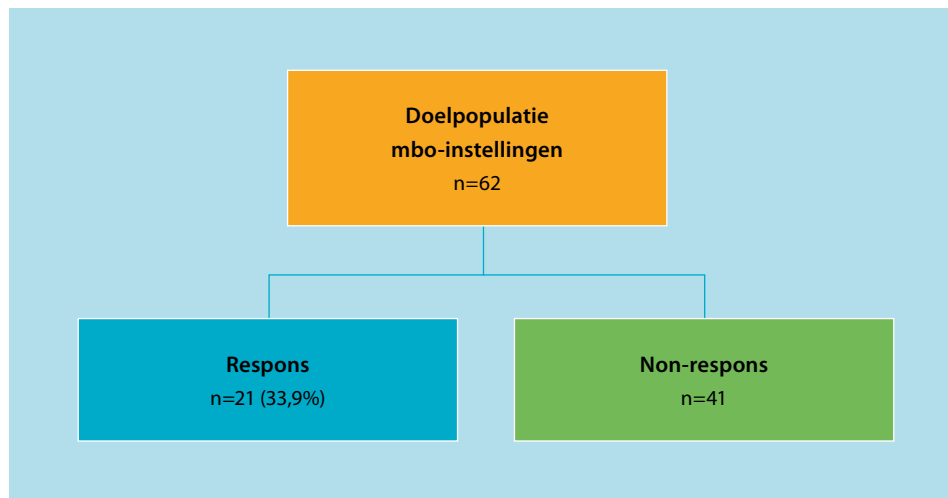 Doelpopulatie
mbo-instellingen
n=62
Respons
n=21 (33,9%)
Non-respons
n=41